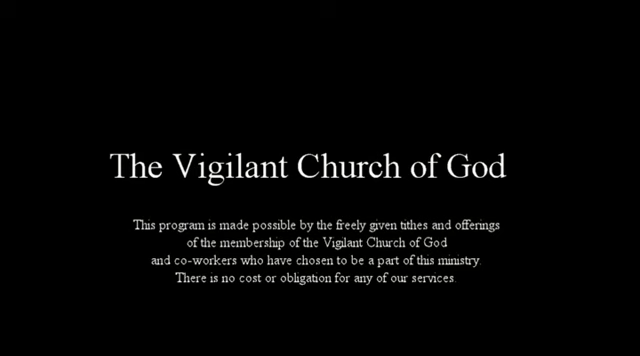 The Vigilant Church of God
This program is made possible by the freely given tithes and offerings
of the membership of the Vigilant Church of God
and co-workers who have chosen to be a part of this ministry.
There is no cost or obligation for any of our services.